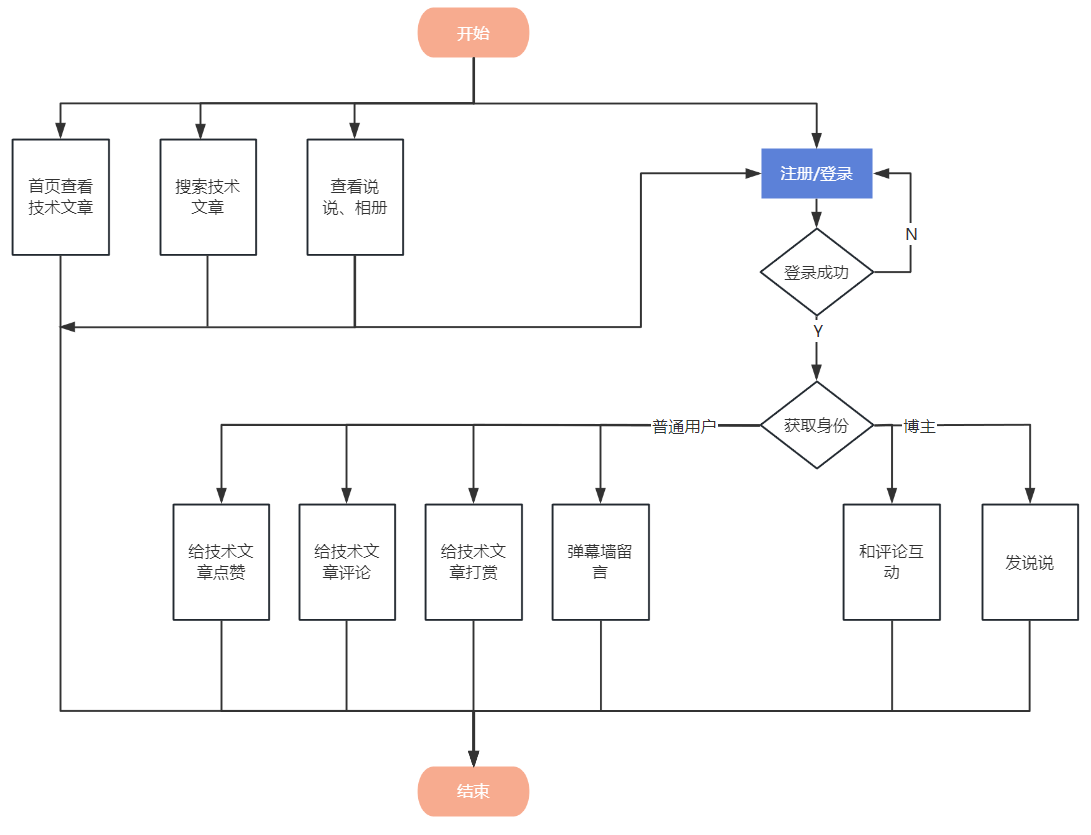 开始
首页查看
技术文章
搜索技术
文章
查看说
说、相册
注册/登录
N
登录成功
Y
普通用户
获取身份
博主
给技术文
章点赞
给技术文
章评论
给技术文
章打赏
弹幕墙留
言
和评论互
动
发说说
结束